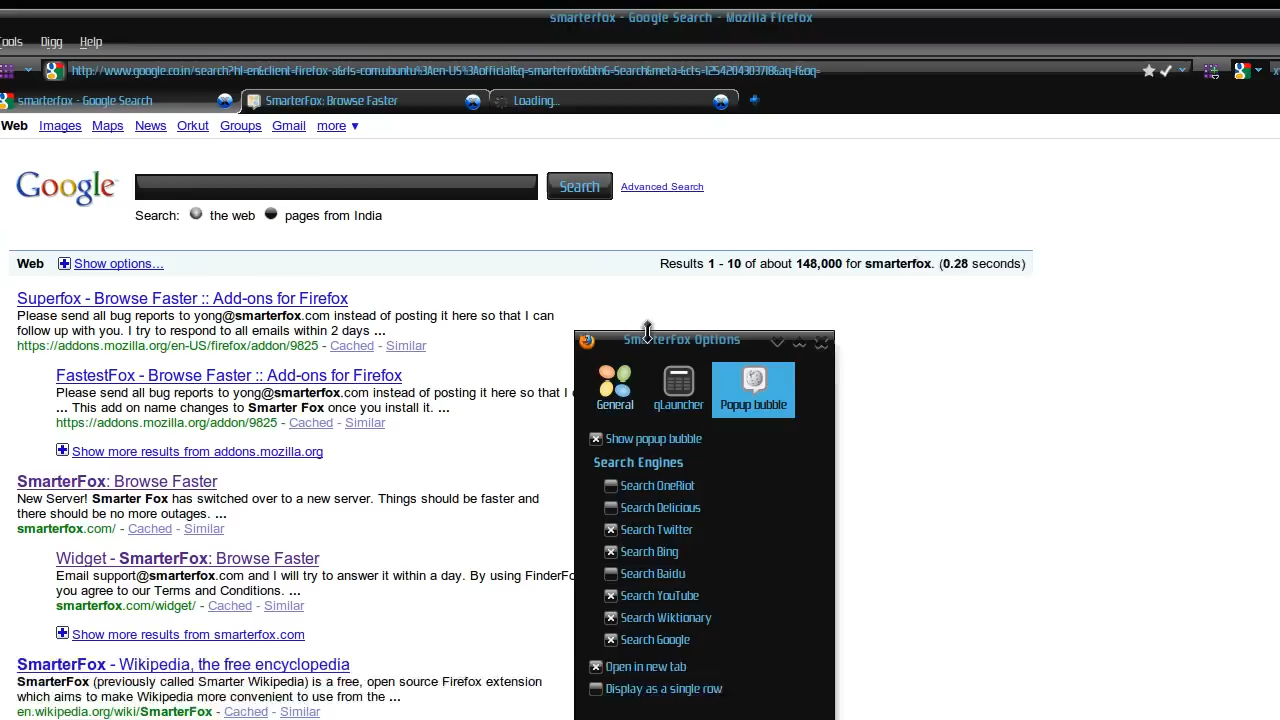 smarterfox - Google Search - Mozilla Firefox
Tools Digg Help
http://www.google.co.in/search?hl=en&client=firefox-a&rls=com.ubuntu%3Aen-US%3Aofficial&q=smarterfox&btnG=Search&meta=&cts=1254204303718&aq=f&oq=
smarterfox - Google Search SmarterFox: Browse Faster Loading...
Web Images Maps News Orkut Groups Gmail more ▼
Google Search Advanced Search
Search: the web pages from India
Web Show options... Results 1 - 10 of about 148,000 for smarterfox. (0.28 seconds)
Superfox - Browse Faster :: Add-ons for Firefox
Please send all bug reports to yong@smarterfox.com instead of posting it here so that I can
follow up with you. I try to respond to all emails within 2 days ...
https://addons.mozilla.org/en-US/firefox/addon/9825 - Cached - Similar
FastestFox - Browse Faster :: Add-ons for Firefox
Please send all bug reports to yong@smarterfox.com instead of posting it here so that I c
... This add on name changes to Smarter Fox once you install it. ...
https://addons.mozilla.org/addon/9825 - Cached - Similar
Show more results from addons.mozilla.org
SmarterFox: Browse Faster
New Server! Smarter Fox has switched over to a new server. Things should be faster and
there should be no more outages. ...
smarterfox.com/ - Cached - Similar
Widget - SmarterFox: Browse Faster
Email support@smarterfox.com and I will try to answer it within a day. By using FinderFo
you agree to our Terms and Conditions. ...
smarterfox.com/widget/ - Cached - Similar
Show more results from smarterfox.com
SmarterFox - Wikipedia, the free encyclopedia
SmarterFox (previously called Smarter Wikipedia) is a free, open source Firefox extension
which aims to make Wikipedia more convenient to use from the ...
en.wikipedia.org/wiki/SmarterFox - Cached - Similar
SmarterFox Options
General qLauncher Popup bubble
Show popup bubble
Search Engines
Search OneRiot
Search Delicious
Search Twitter
Search Bing
Search Baidu
Search YouTube
Search Wiktionary
Search Google
Open in new tab
Display as a single row